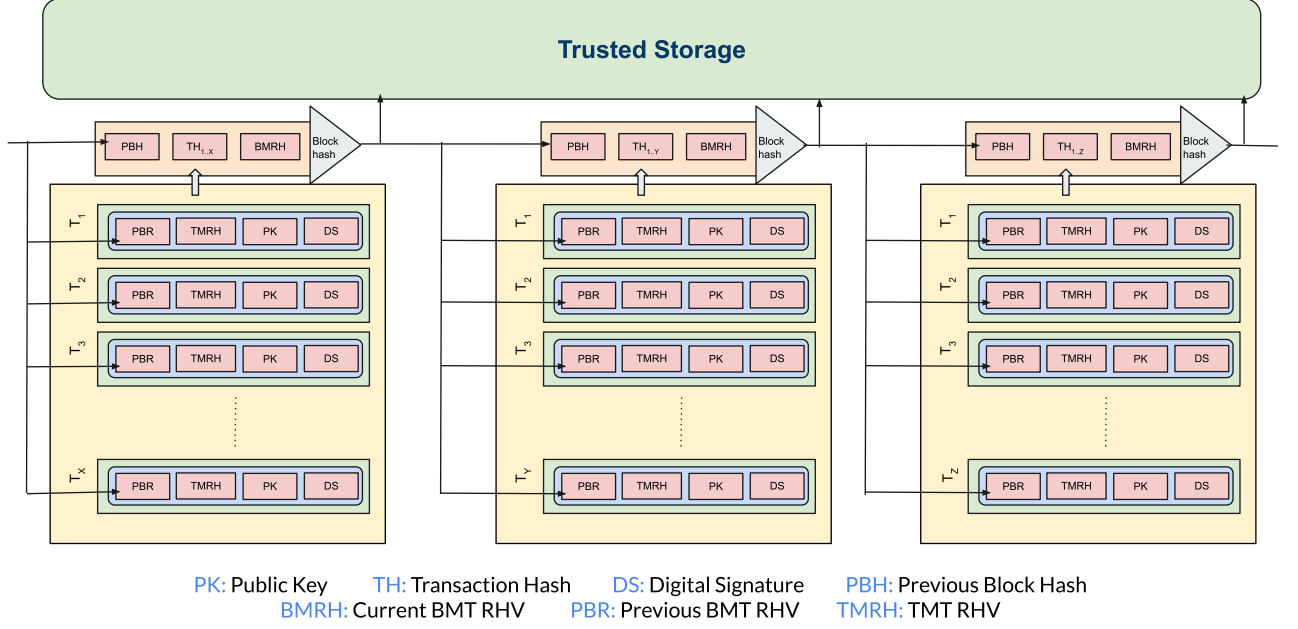 Trusted Storage
PBH TH1..X BMRH Block hash
PBH TH1..Y BMRH Block hash
PBH TH1..Z BMRH Block hash
T1 PBR TMRH PK DS
T2 PBR TMRH PK DS
T3 PBR TMRH PK DS
TX PBR TMRH PK DS
T1 PBR TMRH PK DS
T2 PBR TMRH PK DS
T3 PBR TMRH PK DS
TY PBR TMRH PK DS
T1 PBR TMRH PK DS
T2 PBR TMRH PK DS
T3 PBR TMRH PK DS
TZ PBR TMRH PK DS
PK: Public Key TH: Transaction Hash DS: Digital Signature PBH: Previous Block Hash
BMRH: Current BMT RHV PBR: Previous BMT RHV TMRH: TMT RHV